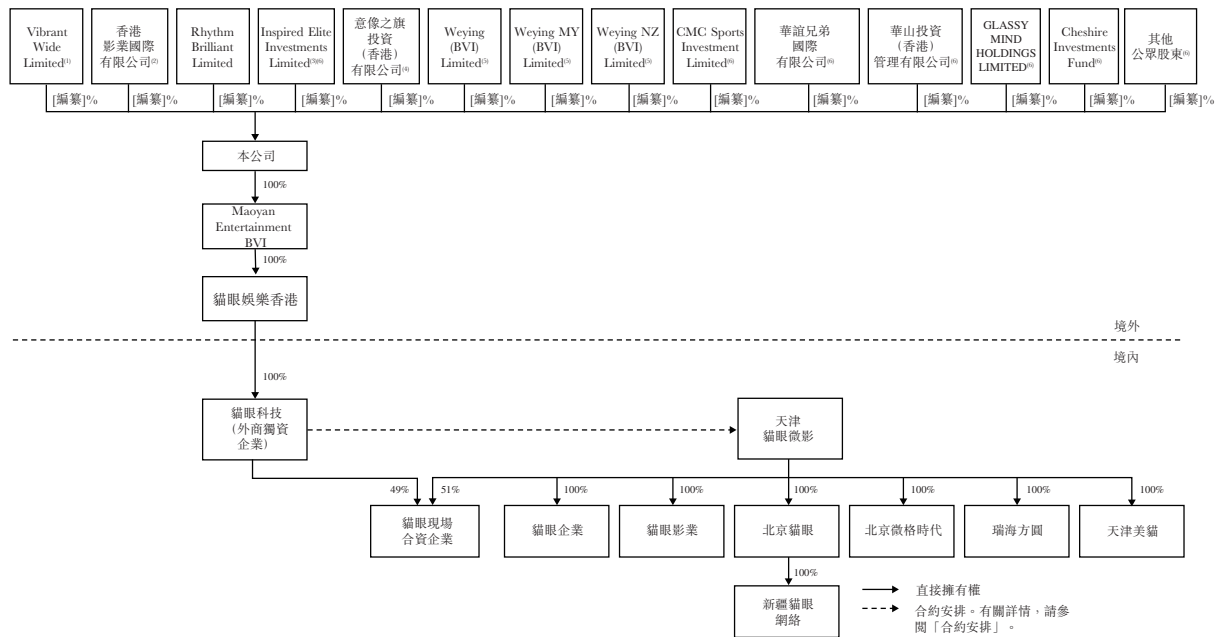 Vibrant
Wide
Limited(1)
香港
影業國際
有限公司(2)
Rhythm
Brilliant
Limited
Inspired Elite
Investments
Limited(3)(6)
意像之旗
投資
(香港)
有限公司(4)
Weying
(BVI)
Limited(5)
Weying MY
(BVI)
Limited(5)
Weying NZ
(BVI)
Limited(5)
CMC Sports
Investment
Limited(6)
華誼兄弟
國際
有限公司(6)
華山投資
(香港)
管理有限公司(6)
GLASSY
MIND
HOLDINGS
LIMITED(6)
Cheshire
Investments
Fund(6)
其他
公眾股東(6)
[編纂]%
[編纂]%
[編纂]%
[編纂]%
[編纂]%
[編纂]%
[編纂]%
[編纂]%
[編纂]%
[編纂]%
[編纂]%
[編纂]%
[編纂]%
[編纂]%
本公司
100%
Maoyan
Entertainment
BVI
100%
貓眼娛樂香港
境外
境內
100%
貓眼科技
(外商獨資
企業)
天津
貓眼微影
49%
51%
100%
100%
100%
100%
100%
100%
貓眼現場
合資企業
貓眼企業
貓眼影業
北京貓眼
北京微格時代
瑞海方圓
天津美貓
100%
新疆貓眼
網絡
直接擁有權
合約安排。有關詳情，請參
閱「合約安排」。